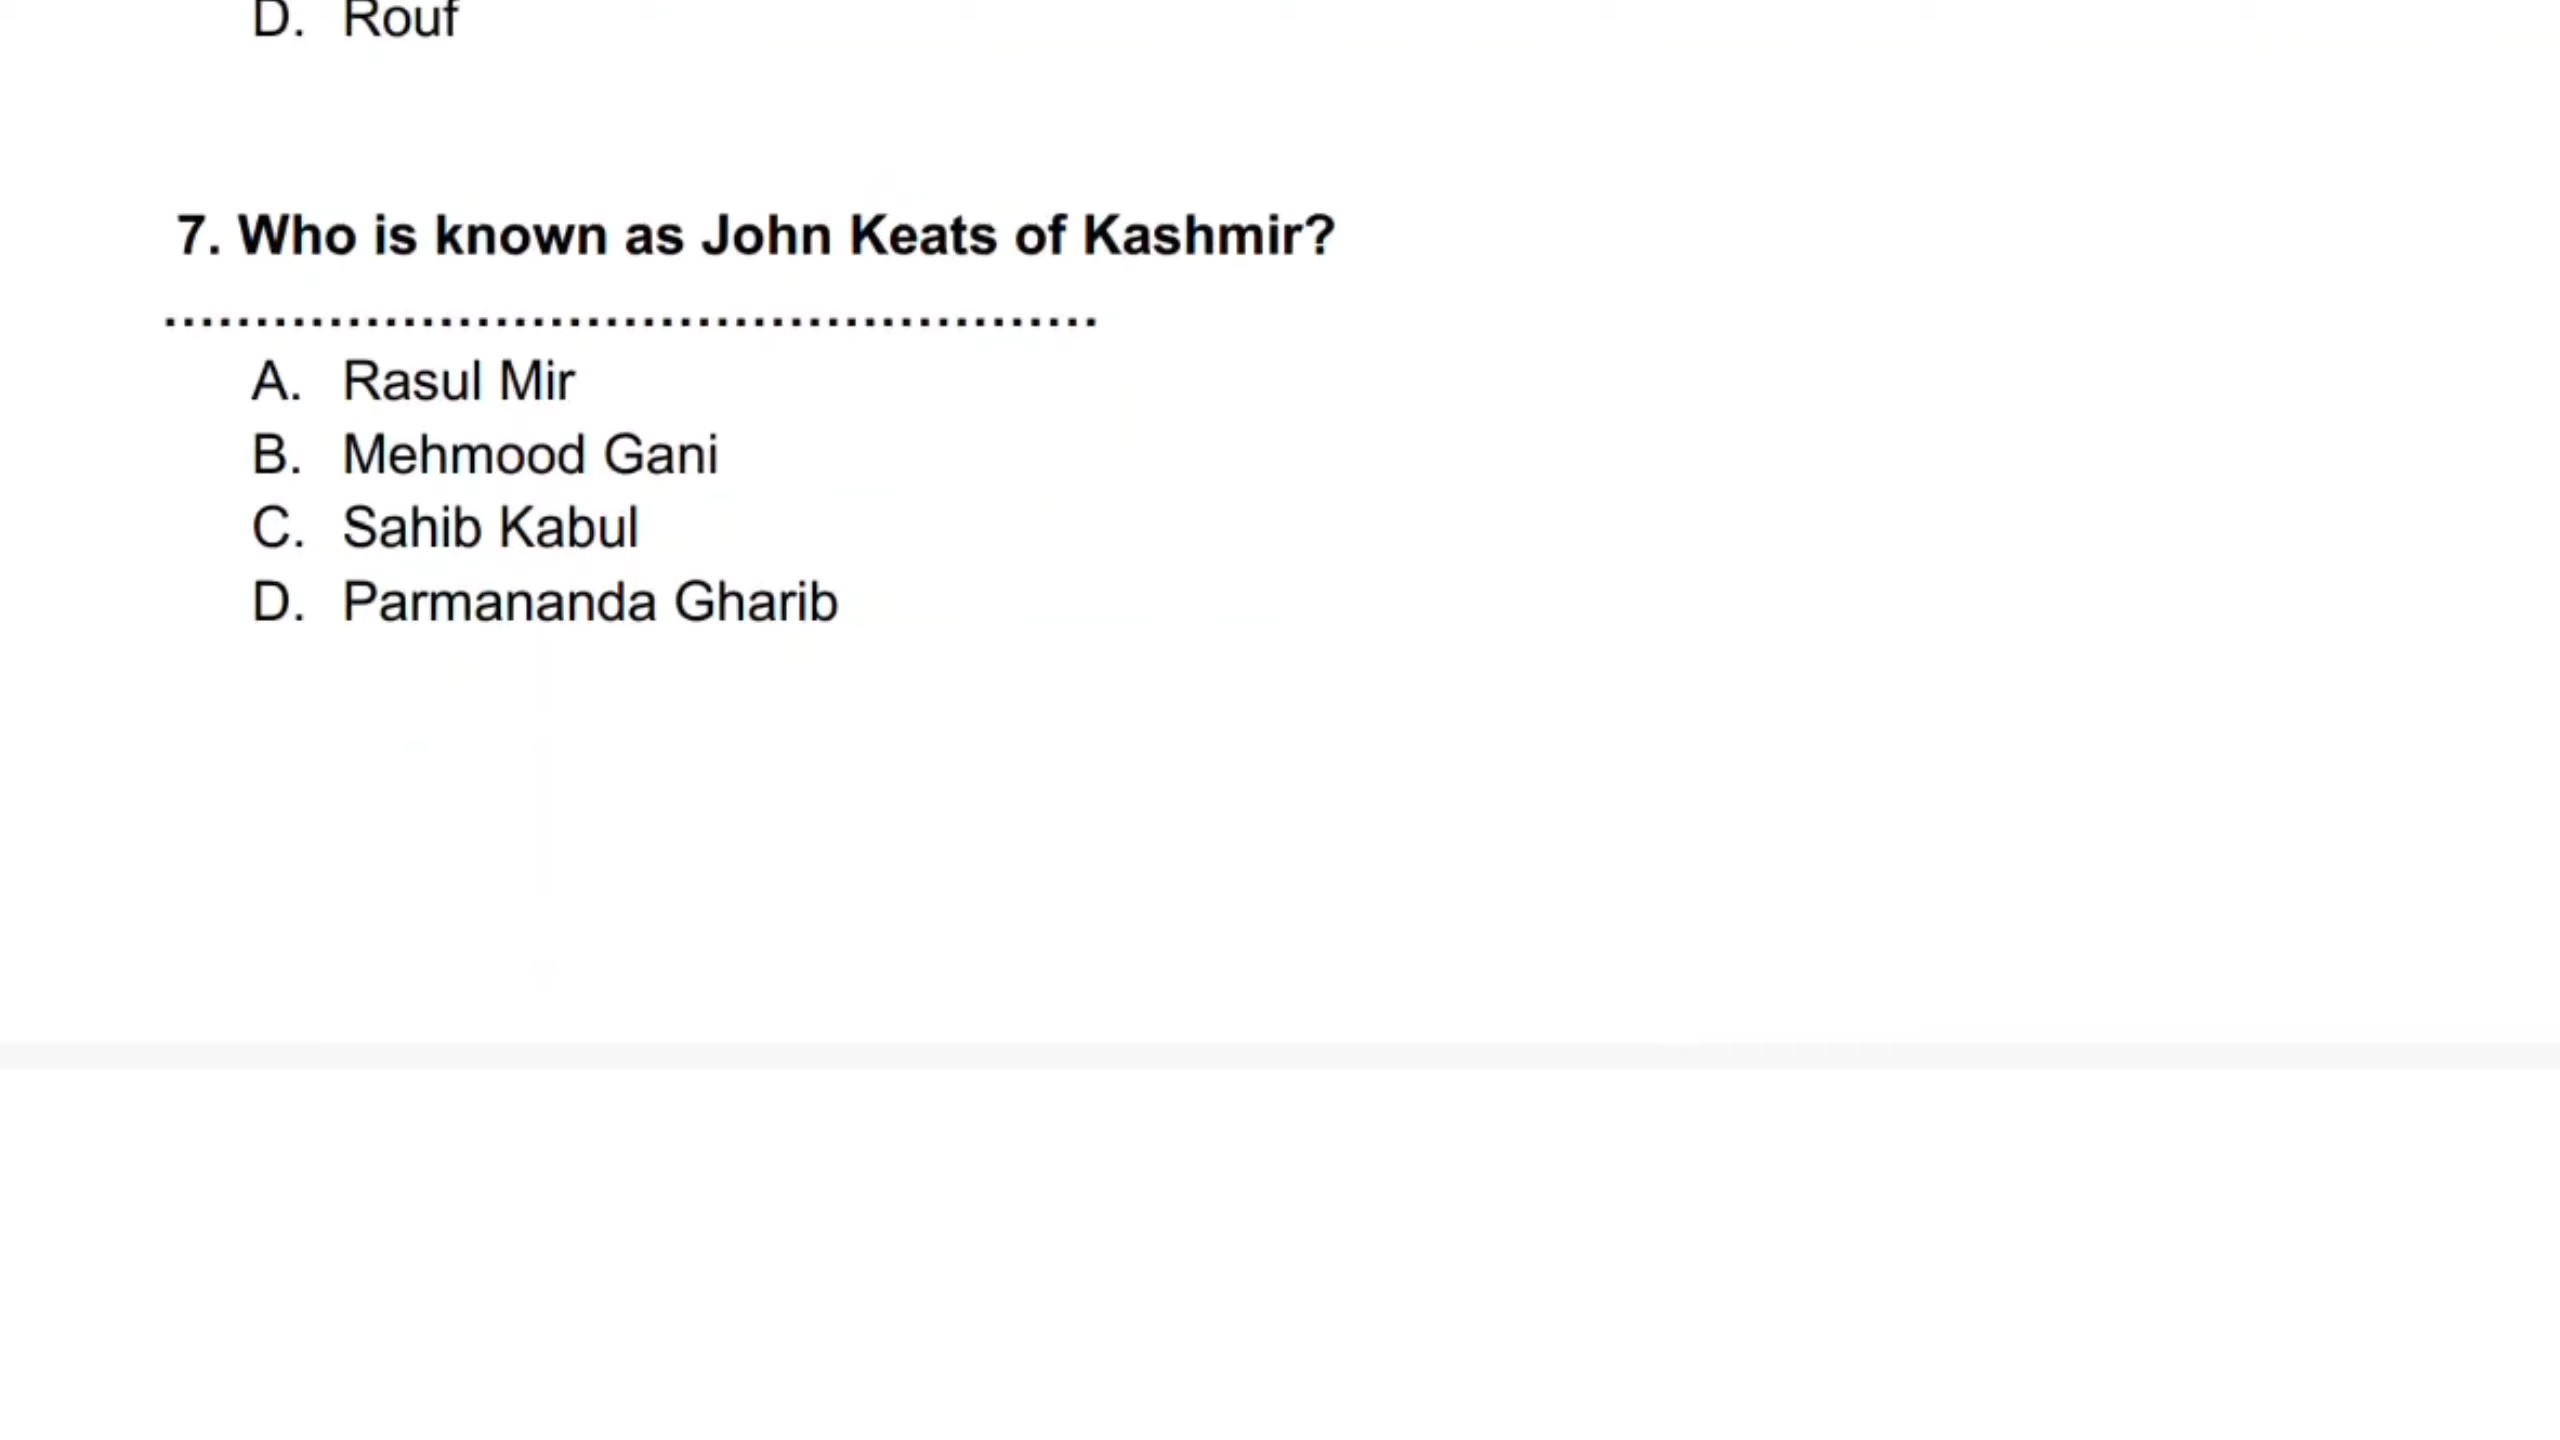 D. Rouf
7. Who is known as John Keats of Kashmir?
...................................................
A. Rasul Mir
B. Mehmood Gani
C. Sahib Kabul
D. Parmananda Gharib